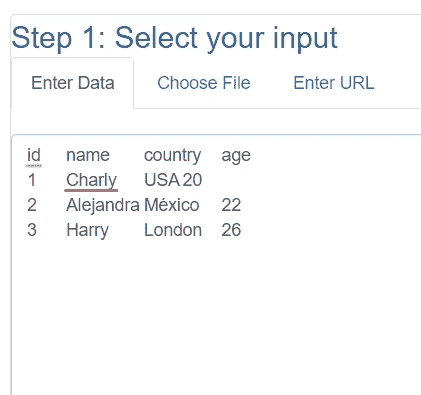 Step 1: Select your input
Enter Data Choose File Enter URL
id name country age
1 Charly USA 20
2 Alejandra México 22
3 Harry London 26